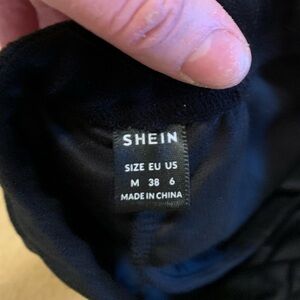 SHEIN
SIZE EU US
M 38 6
MADE IN CHINA